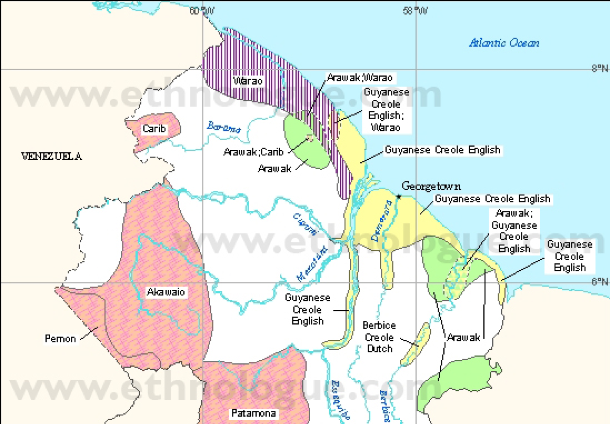 60°W
58°W
Atlantic Ocean
8°N
Warao
Arawak;Warao
www.ethnologue.com
Guyanese
Creole
English;
Warao
Carib
Barama
VENEZUELA
Arawak;Carib
Arawak
Guyanese Creole English
Georgetown
Guyanese Creole English
Arawak;
Guyanese
Creole
English
Guyanese
Creole
English
Cuyuni
Demerara
www.ethnologue.com
Mazaruni
6°N
Akawaio
Guyanese
Creole
English
Pemon
Berbice
Creole
Dutch
Arawak
www.ethnologue.com
Essequibo
Berbice
Patamona